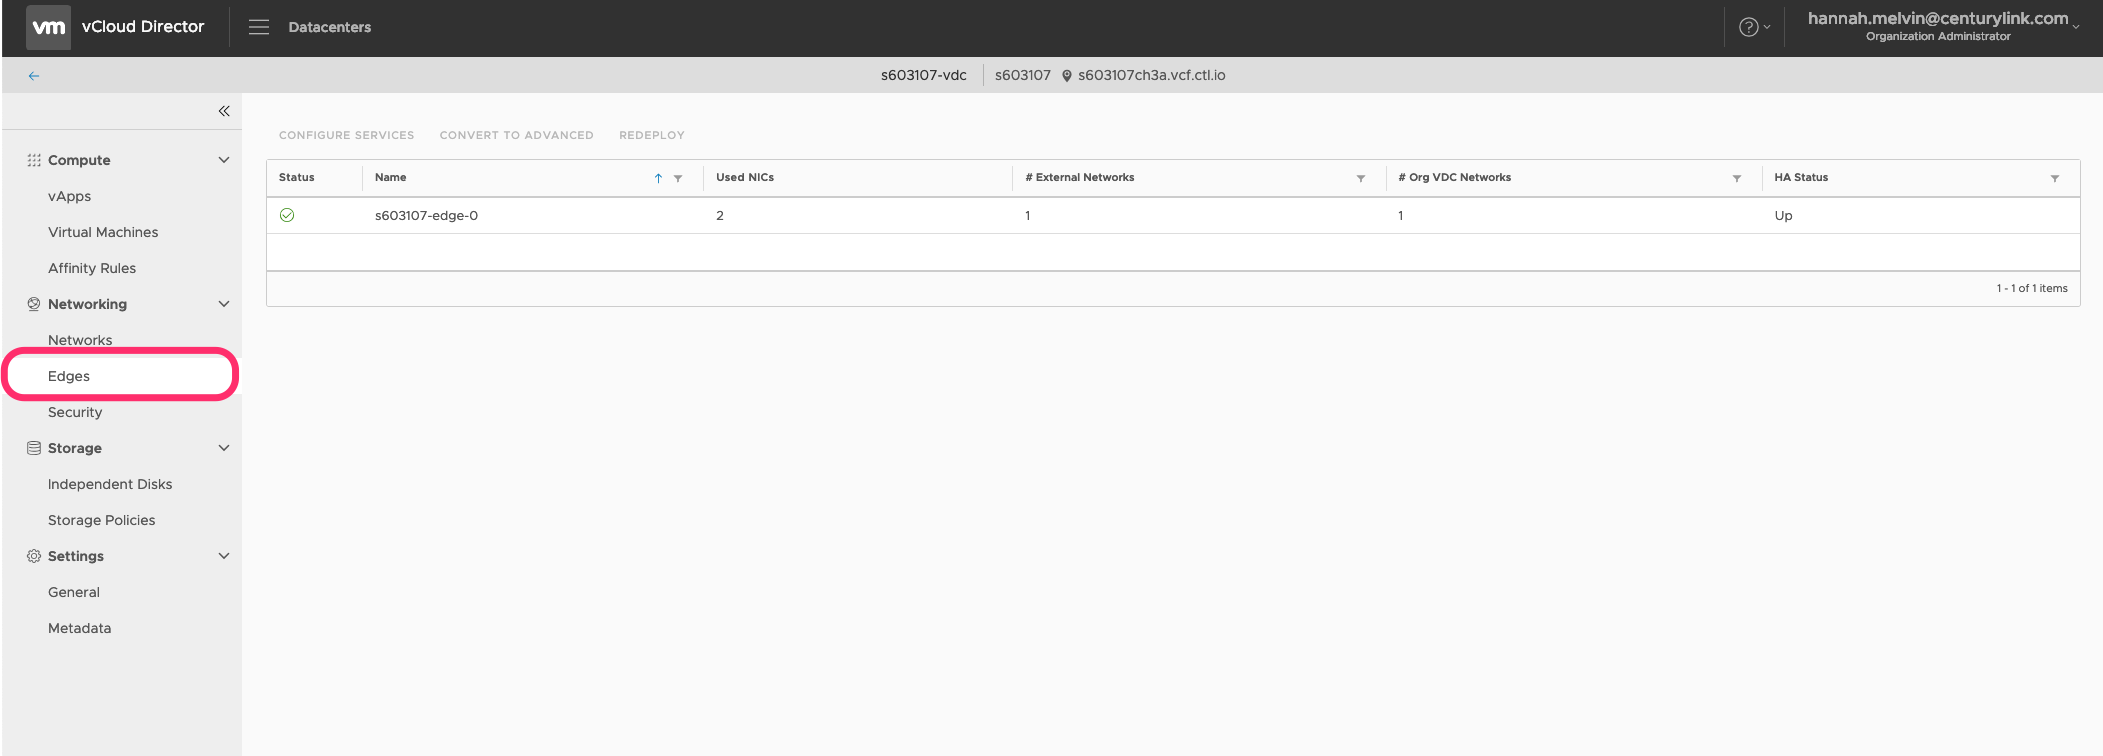 vm vCloud Director Datacenters ? hannah.melvin@centurylink.com
Organization Administrator
s603107-vdc s603107 s603107ch3a.vcf.ctl.io
Compute
vApps
Virtual Machines
Affinity Rules
Networking
Networks
Edges
Security
Storage
Independent Disks
Storage Policies
Settings
General
Metadata
CONFIGURE SERVICES CONVERT TO ADVANCED REDEPLOY
Status Name Used NICs # External Networks # Org VDC Networks HA Status
s603107-edge-0 2 1 1 Up
1 - 1 of 1 items